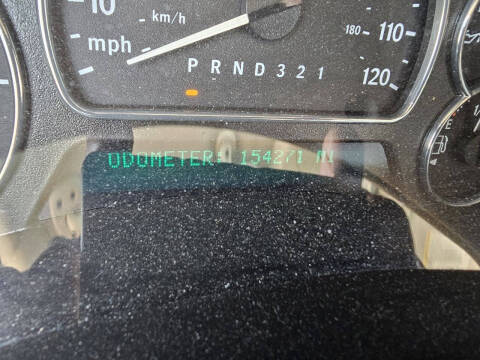 10
km/h
mph
180
110
120
P R N D 3 2 1
E
ODOMETER: 154271 MI